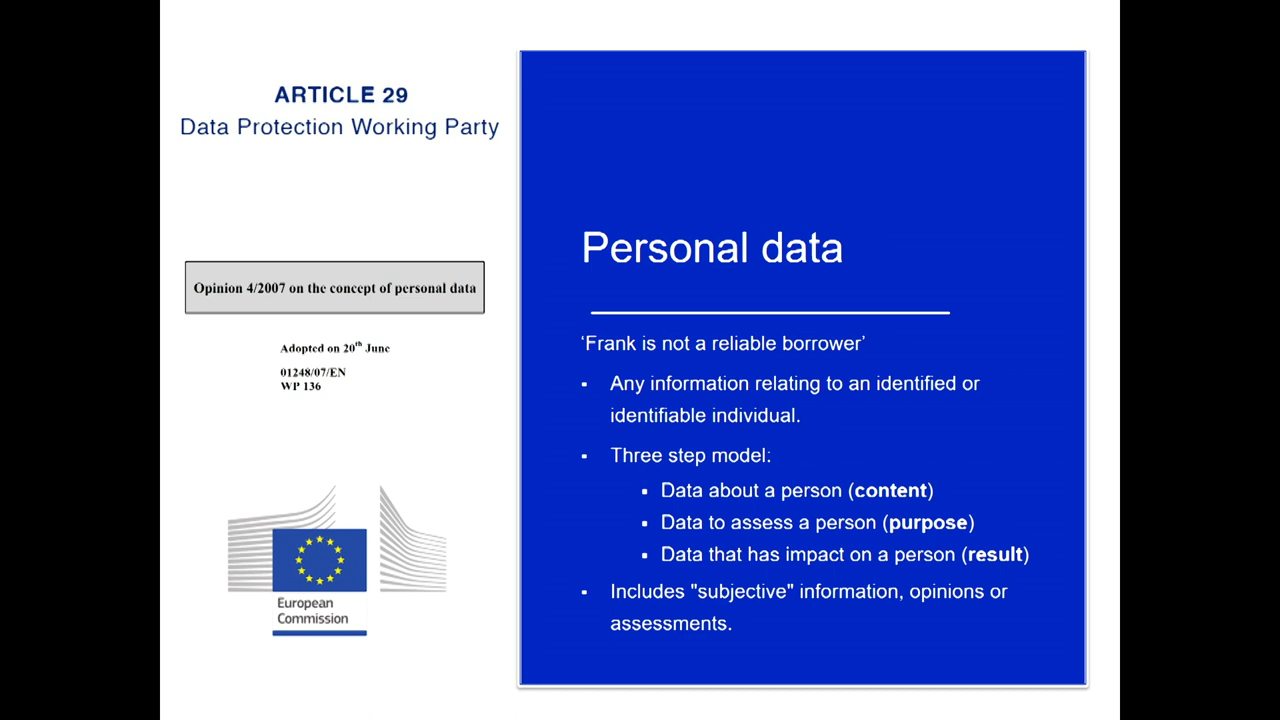 ARTICLE 29
Data Protection Working Party
Opinion 4/2007 on the concept of personal data
Adopted on 20th June
01248/07/EN
WP 136
European
Commission
Personal data
‘Frank is not a reliable borrower’
▪ Any information relating to an identified or
identifiable individual.
▪ Three step model:
▪ Data about a person (content)
▪ Data to assess a person (purpose)
▪ Data that has impact on a person (result)
▪ Includes "subjective" information, opinions or
assessments.